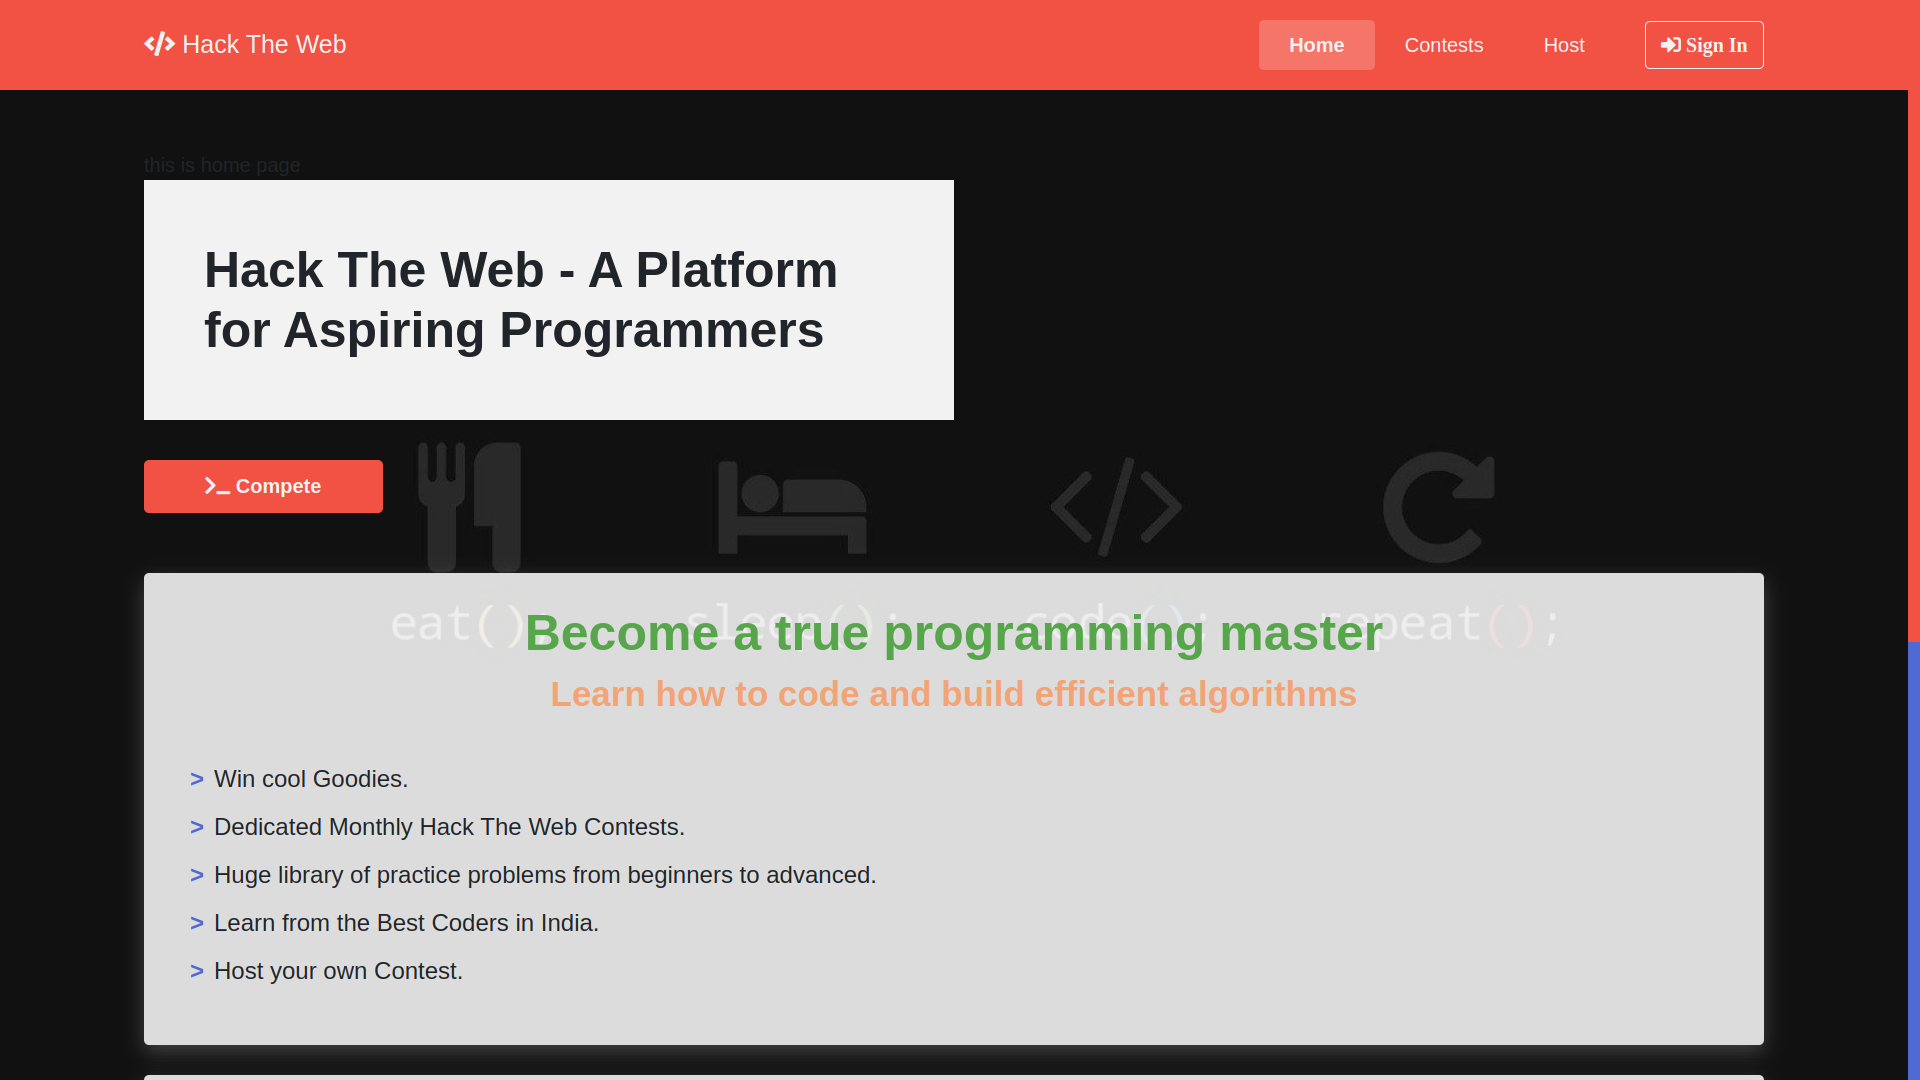 Hack The Web
Home
Contests
Host
Sign In
this is home page
Hack The Web - A Platform
for Aspiring Programmers
Compete
eat(); sleep(); code(); repeat();
Become a true programming master
Learn how to code and build efficient algorithms
> Win cool Goodies.
> Dedicated Monthly Hack The Web Contests.
> Huge library of practice problems from beginners to advanced.
> Learn from the Best Coders in India.
> Host your own Contest.